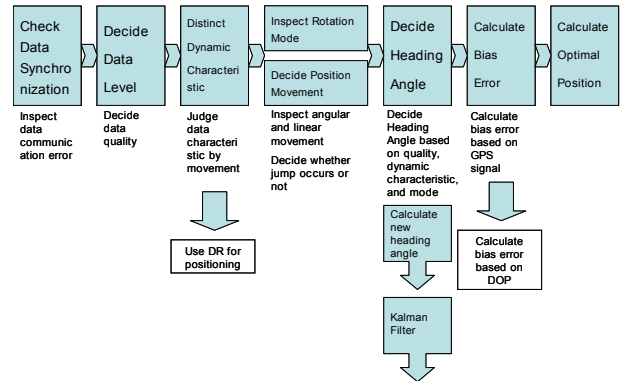 Check
Data
Synchro
nization
Decide
Data
Level
Distinct
Dynamic
Characteri
stic
Inspect Rotation
Mode
Decide Position
Movement
Decide
Heading
Angle
Calculate
Bias
Error
Calculate
Optimal
Position
Inspect
data
communic
ation error
Decide
data
quality
Judge
data
characteri
stic by
movement
Inspect angular
and linear
movement
Decide whether
jump occurs or
not
Decide
Heading
Angle based
on quality,
dynamic
characteristic,
and mode
Calculate
bias error
based on
GPS
signal
Use DR for
positioning
Calculate
new
heading
angle
Calculate
bias error
based on
DOP
Kalman
Filter